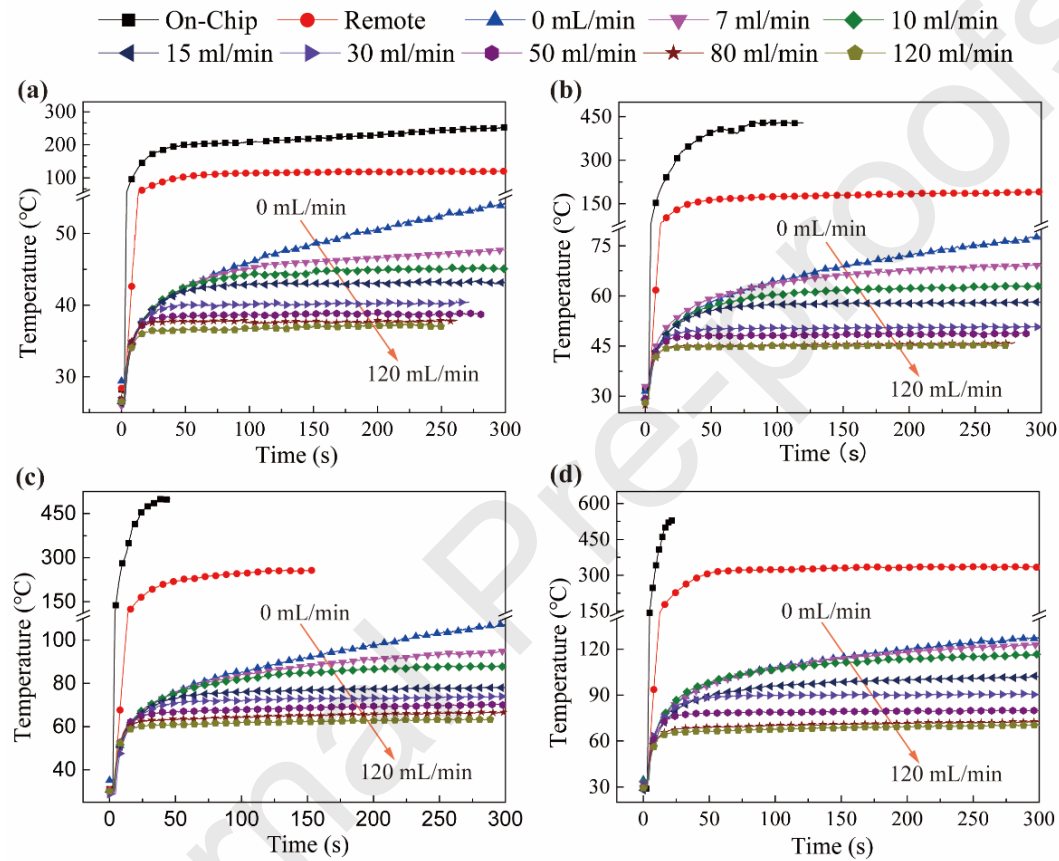 On-Chip Remote 0 mL/min 7 ml/min 10 ml/min
15 ml/min 30 ml/min 50 ml/min 80 ml/min 120 ml/min
(a)
300
200
100
50
40
30
Temperature (°C)
0 mL/min
120 mL/min
0 50 100 150 200 250 300
Time (s)
(b)
450
300
150
75
60
45
30
Temperature (°C)
0 mL/min
120 mL/min
0 50 100 150 200 250 300
Time (s)
(c)
450
300
150
100
80
60
40
Temperature (°C)
0 mL/min
120 mL/min
0 50 100 150 200 250 300
Time (s)
(d)
600
450
300
150
120
90
60
30
Temperature (°C)
0 mL/min
120 mL/min
0 50 100 150 200 250 300
Time (s)
rnal Pre-proofs